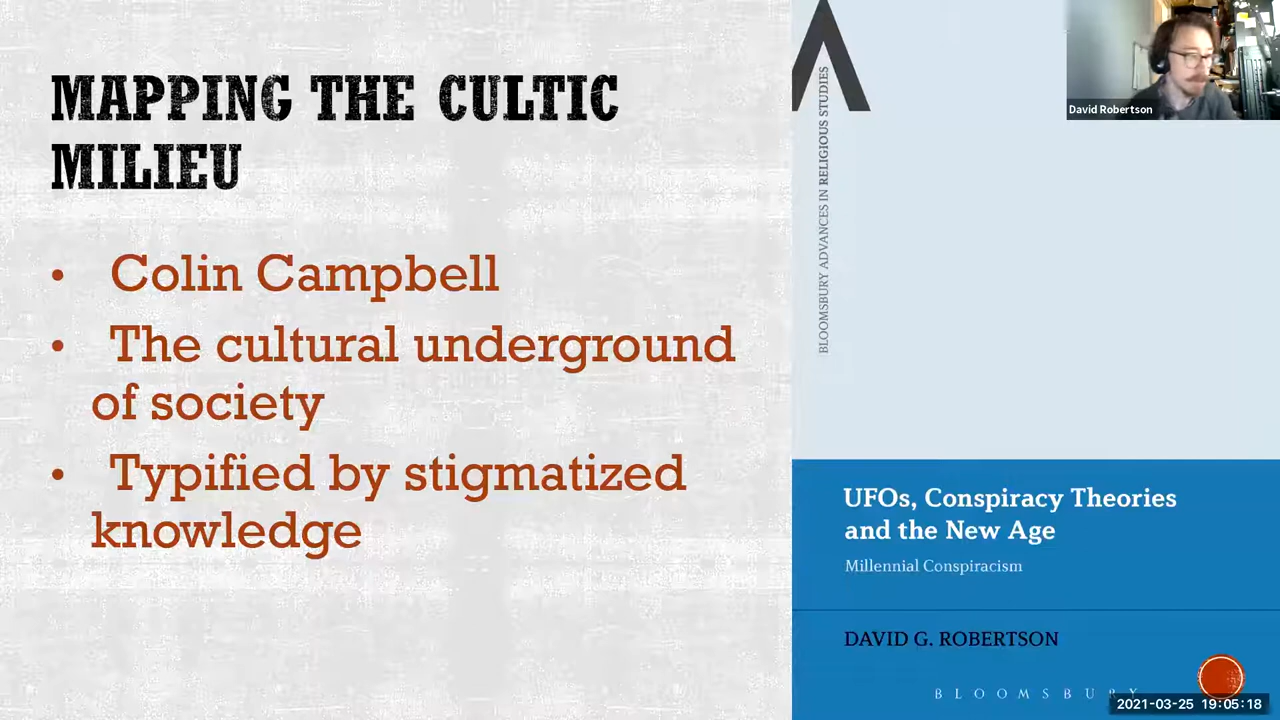 MAPPING THE CULTIC
MILIEU
• Colin Campbell
• The cultural underground
of society
• Typified by stigmatized
knowledge
BLOOMSBURY ADVANCES IN RELIGIOUS STUDIES
David Robertson
UFOs, Conspiracy Theories
and the New Age
Millennial Conspiracism
DAVID G. ROBERTSON
BLOOMSBURY
2021-03-25 19:05:18